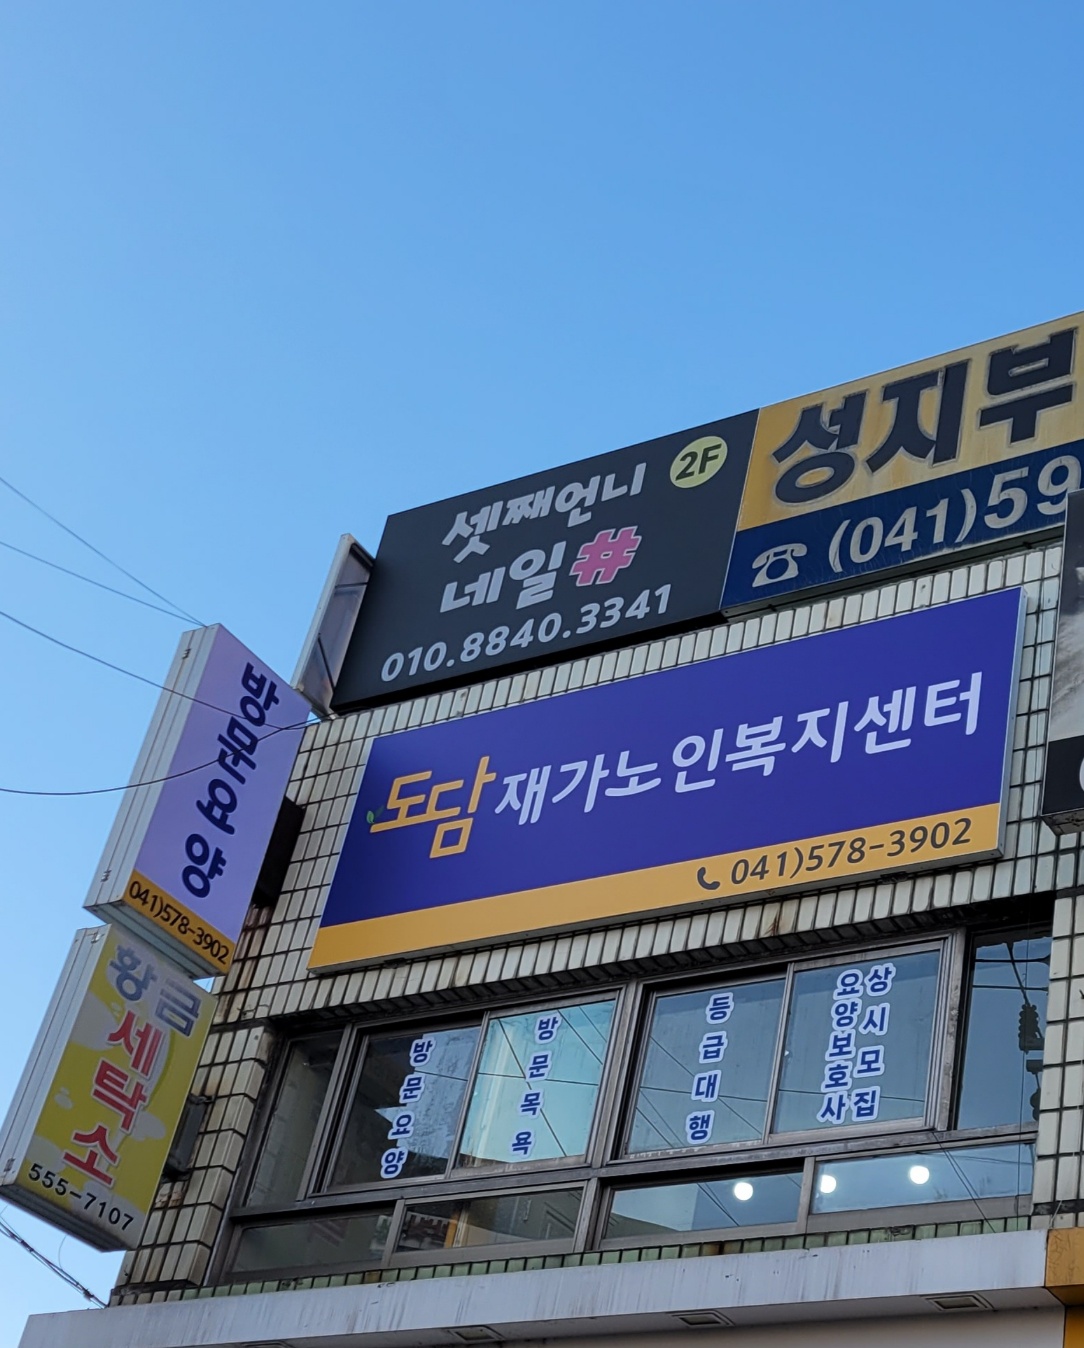 셋째언니
2F
네일#
010.8840.3341
성지부
(041)59
방문요양
041)578-3902
도담재가노인복지센터
041)578-3902
황금
세탁소
555-7107
방문요양
방문목욕
등급대행
요양보호사
상시모집